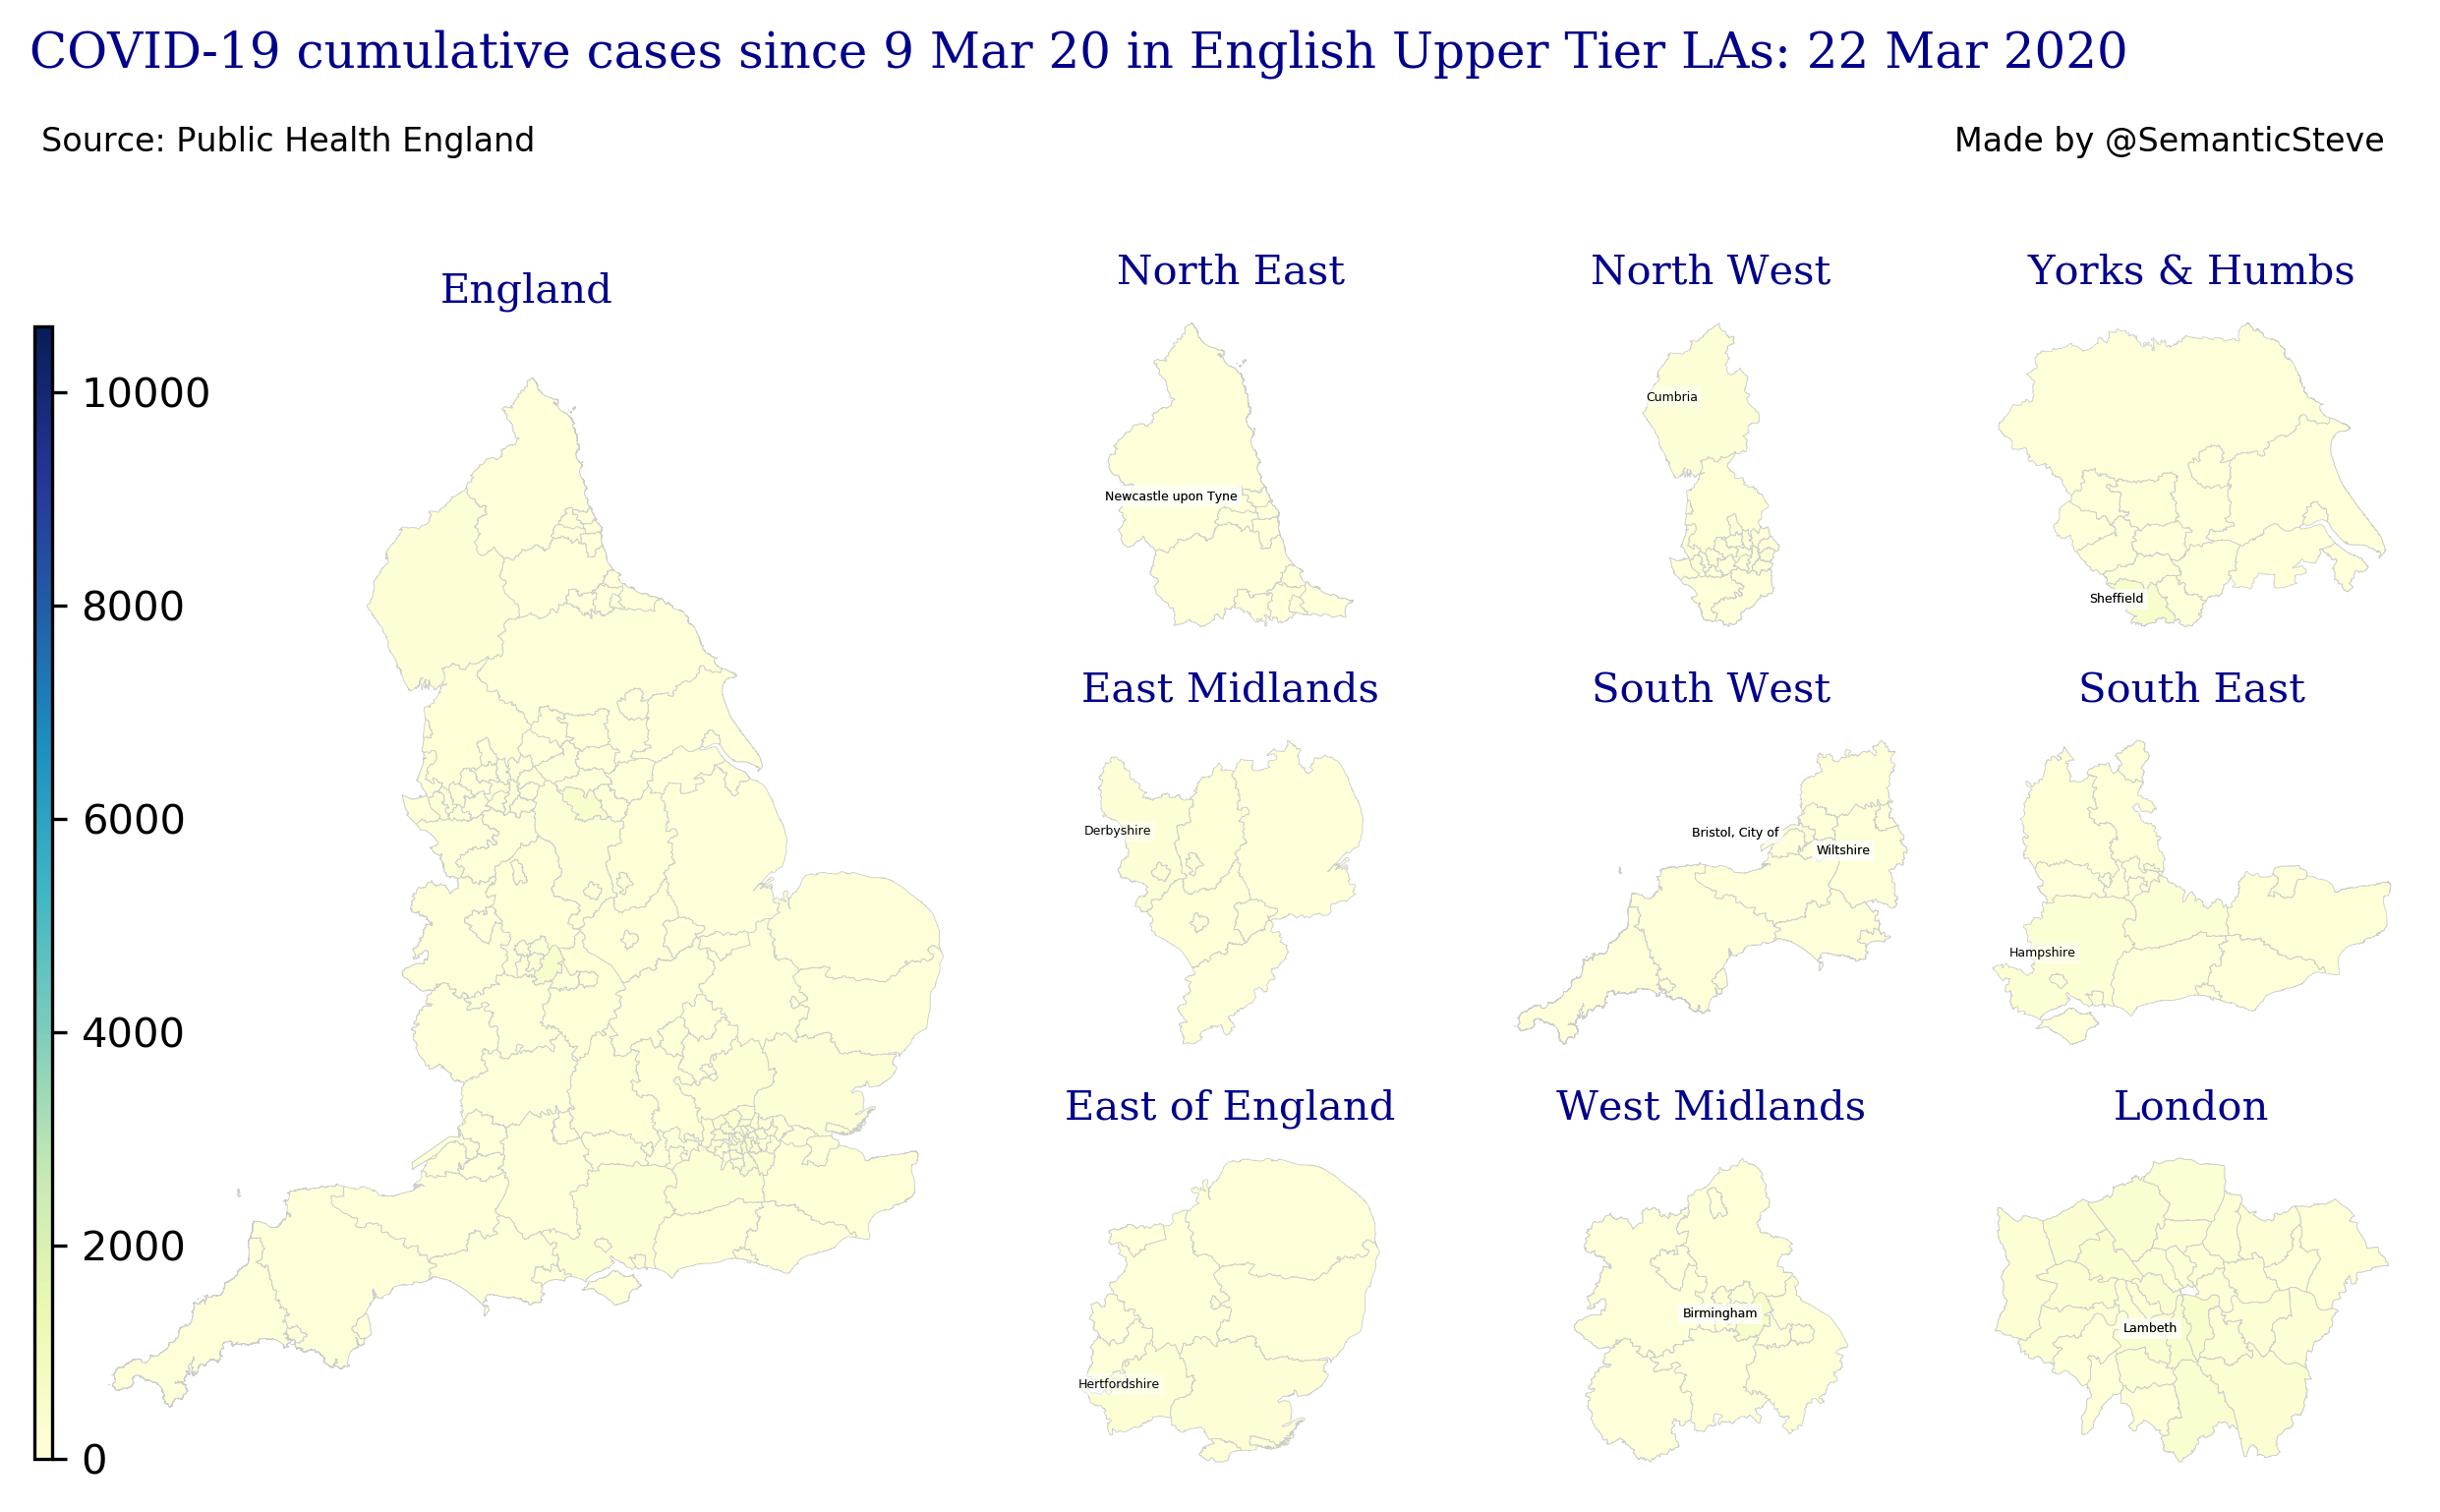 COVID-19 cumulative cases since 9 Mar 20 in English Upper Tier LAs: 22 Mar 2020
Source: Public Health England
Made by @SemanticSteve
England
10000
8000
6000
4000
2000
0
North East
Newcastle upon Tyne
North West
Cumbria
Yorks & Humbs
Sheffield
East Midlands
Derbyshire
South West
Bristol, City of
Wiltshire
South East
Hampshire
East of England
Hertfordshire
West Midlands
Birmingham
London
Lambeth